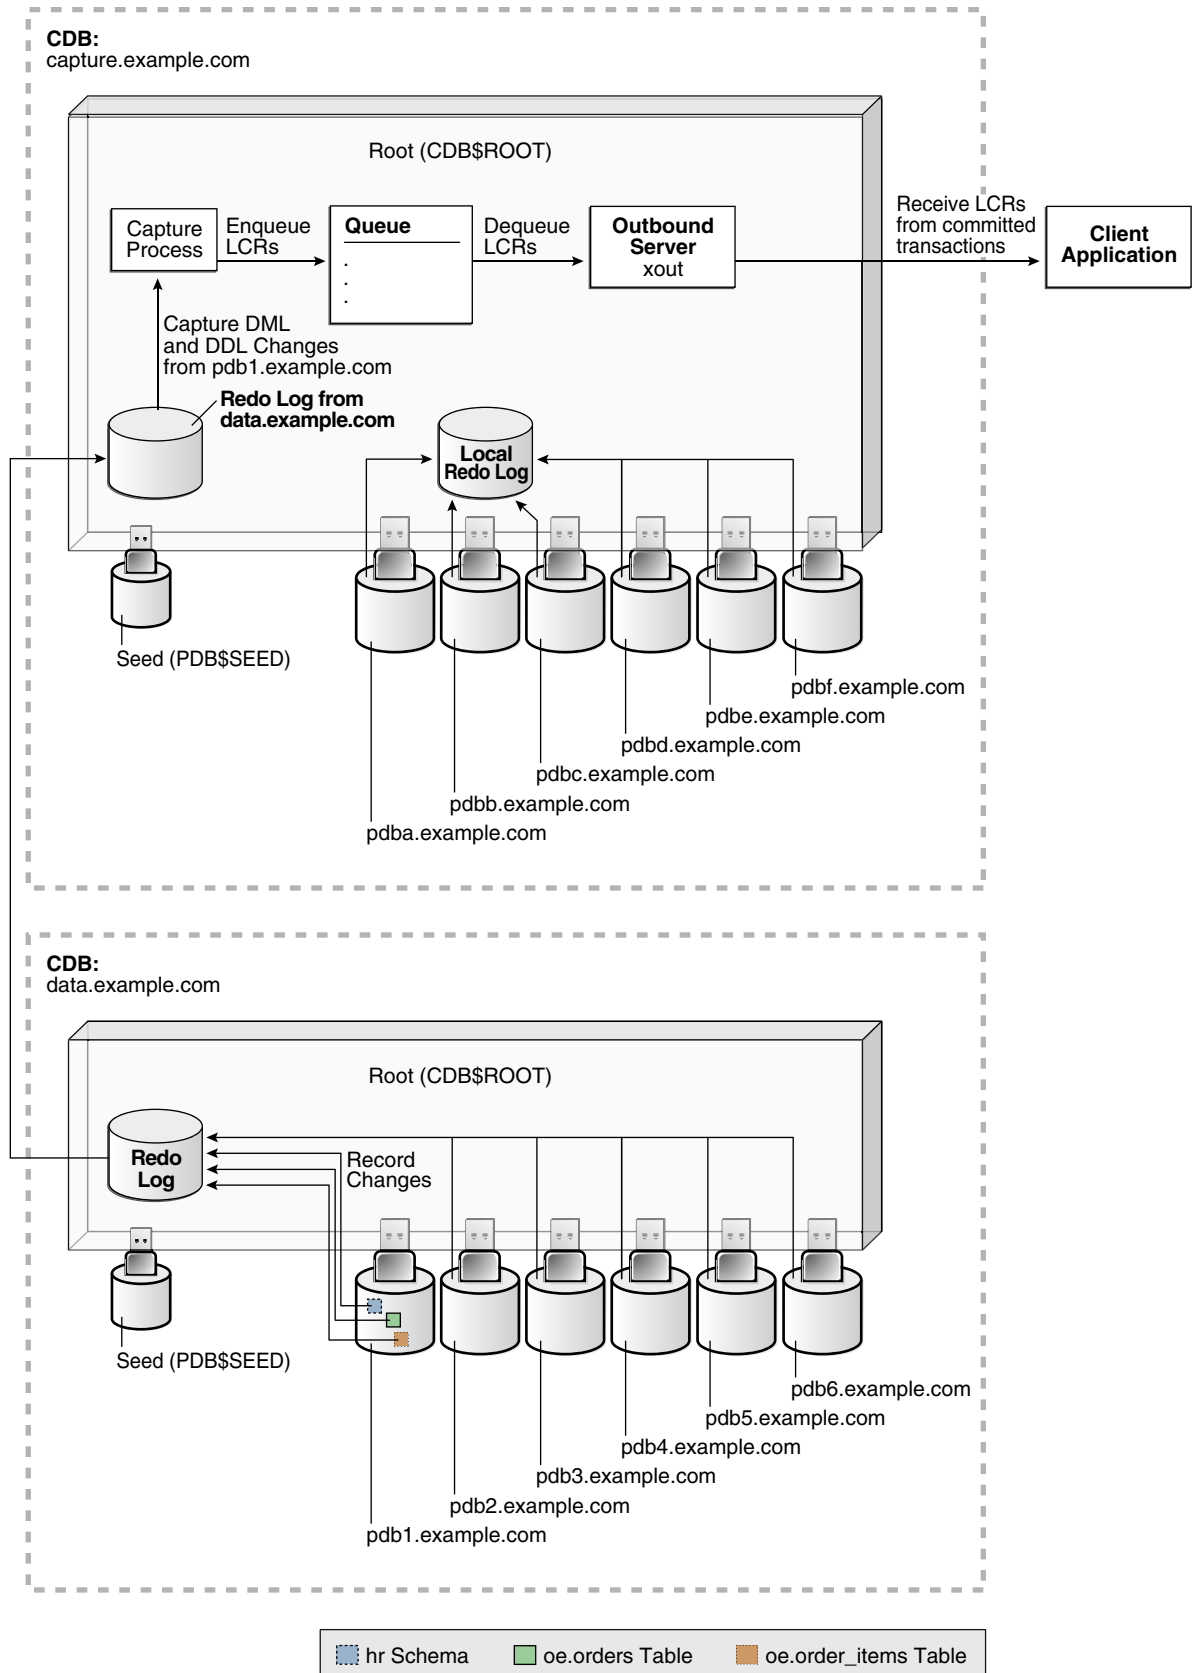 CDB:
capture.example.com
Root (CDB$ROOT)
Capture
Process
Enqueue
LCRs
Queue
.
.
.
Dequeue
LCRs
Outbound
Server
xout
Receive LCRs
from committed
transactions
Client
Application
Capture DML
and DDL Changes
from pdb1.example.com
Redo Log from
data.example.com
Local
Redo Log
Seed (PDB$SEED)
pdbf.example.com
pdbe.example.com
pdbd.example.com
pdbc.example.com
pdbb.example.com
pdba.example.com
CDB:
data.example.com
Root (CDB$ROOT)
Redo
Log
Record
Changes
Seed (PDB$SEED)
pdb6.example.com
pdb5.example.com
pdb4.example.com
pdb3.example.com
pdb2.example.com
pdb1.example.com
hr Schema
oe.orders Table
oe.order_items Table